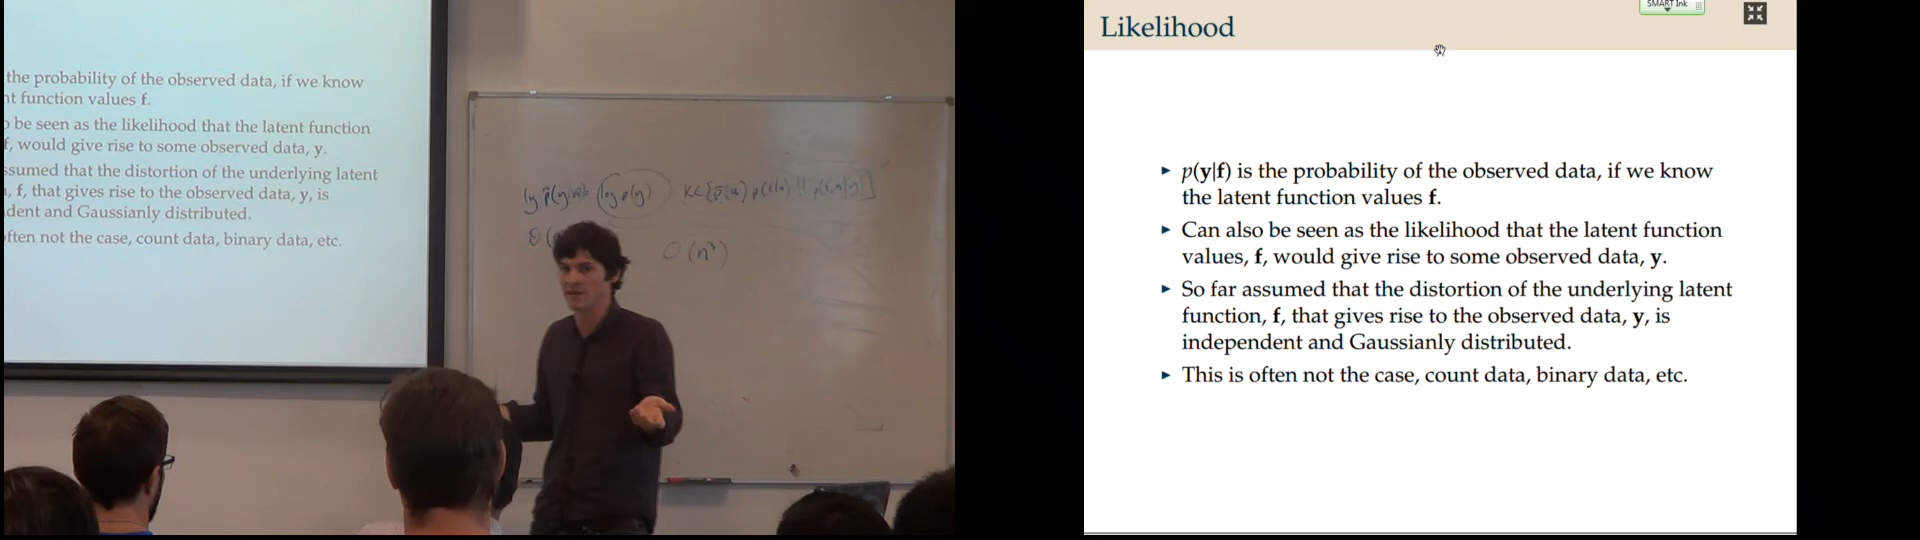 the probability of the observed data, if we know
nt function values f.
o be seen as the likelihood that the latent function
f, would give rise to some observed data, y.
ssumed that the distortion of the underlying latent
, f, that gives rise to the observed data, y, is
dent and Gaussianly distributed.
ften not the case, count data, binary data, etc.
log p(y)
O(n³)
SMART Ink
Likelihood
▸ p(y|f) is the probability of the observed data, if we know
the latent function values f.
▸ Can also be seen as the likelihood that the latent function
values, f, would give rise to some observed data, y.
▸ So far assumed that the distortion of the underlying latent
function, f, that gives rise to the observed data, y, is
independent and Gaussianly distributed.
▸ This is often not the case, count data, binary data, etc.